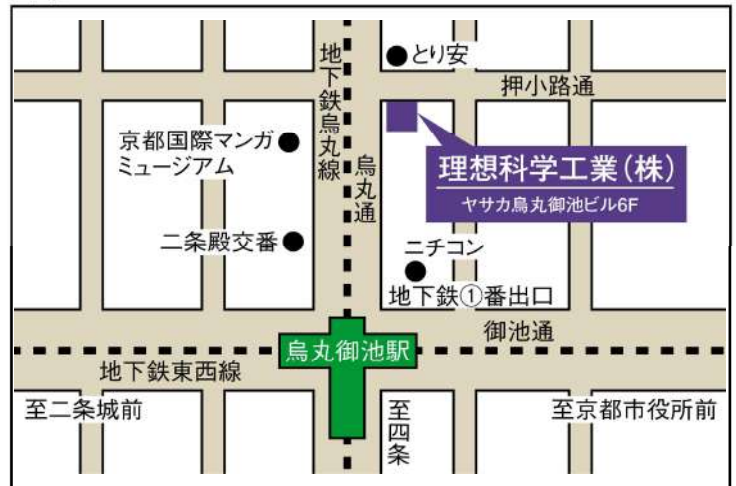 とり安
押小路通
地下鉄烏丸線
烏丸通
京都国際マンガ
ミュージアム
理想科学工業(株)
ヤサカ烏丸御池ビル6F
二条殿交番
ニチコン
地下鉄①番出口
御池通
烏丸御池駅
地下鉄東西線
至二条城前
至四条
至京都市役所前